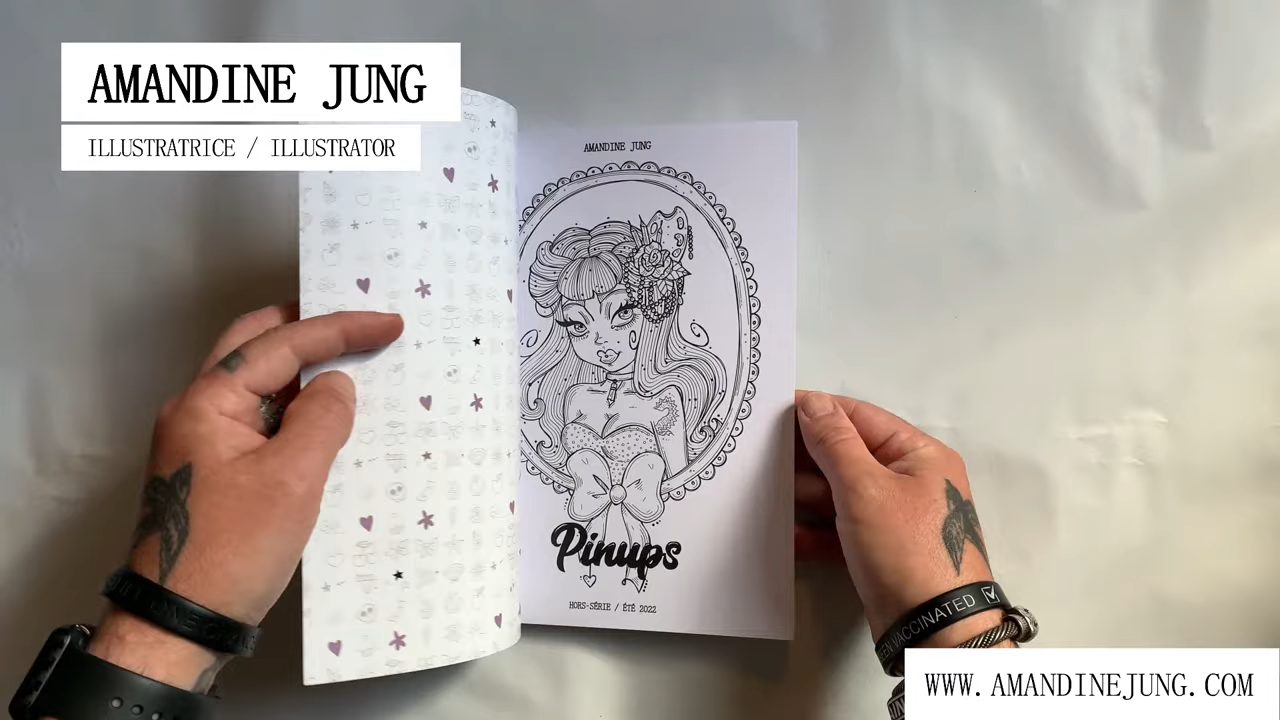 AMANDINE JUNG
ILLUSTRATRICE / ILLUSTRATOR
AMANDINE JUNG
Pinups
HORS-SÉRIE / ÉTÉ 2022
VACCINATED
WWW.AMANDINEJUNG.COM